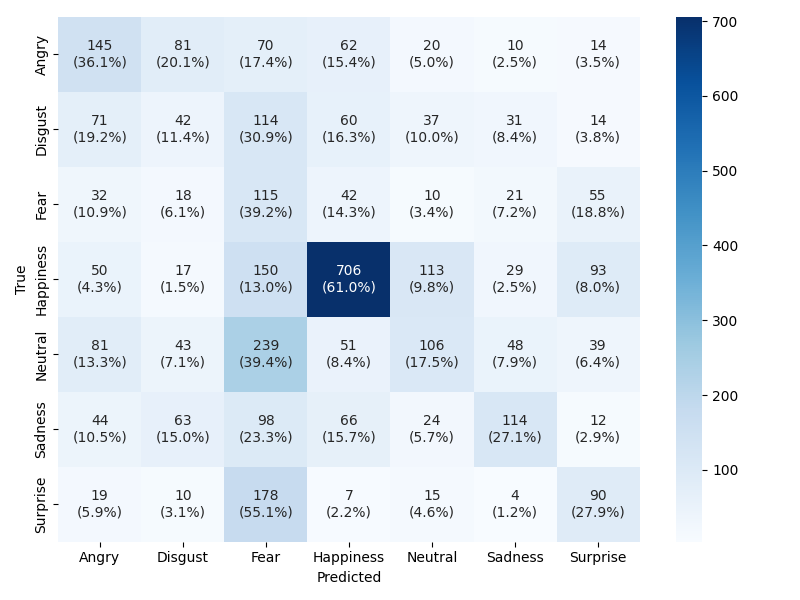 True
Angry
145 81 70 62 20 10 14
(36.1%) (20.1%) (17.4%) (15.4%) (5.0%) (2.5%) (3.5%)
Disgust
71 42 114 60 37 31 14
(19.2%) (11.4%) (30.9%) (16.3%) (10.0%) (8.4%) (3.8%)
Fear
32 18 115 42 10 21 55
(10.9%) (6.1%) (39.2%) (14.3%) (3.4%) (7.2%) (18.8%)
Happiness
50 17 150 706 113 29 93
(4.3%) (1.5%) (13.0%) (61.0%) (9.8%) (2.5%) (8.0%)
Neutral
81 43 239 51 106 48 39
(13.3%) (7.1%) (39.4%) (8.4%) (17.5%) (7.9%) (6.4%)
Sadness
44 63 98 66 24 114 12
(10.5%) (15.0%) (23.3%) (15.7%) (5.7%) (27.1%) (2.9%)
Surprise
19 10 178 7 15 4 90
(5.9%) (3.1%) (55.1%) (2.2%) (4.6%) (1.2%) (27.9%)
Angry Disgust Fear Happiness Neutral Sadness Surprise
Predicted
700
600
500
400
300
200
100